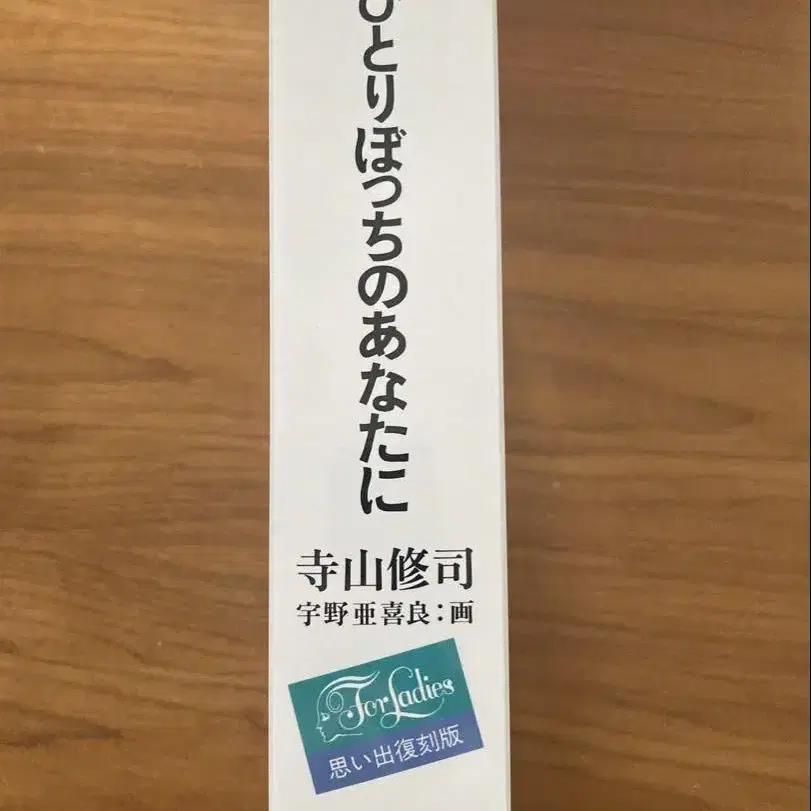 ひとりぼっちのあなたに
寺山修司
宇野亜喜良：画
For Ladies
思い出復刻版